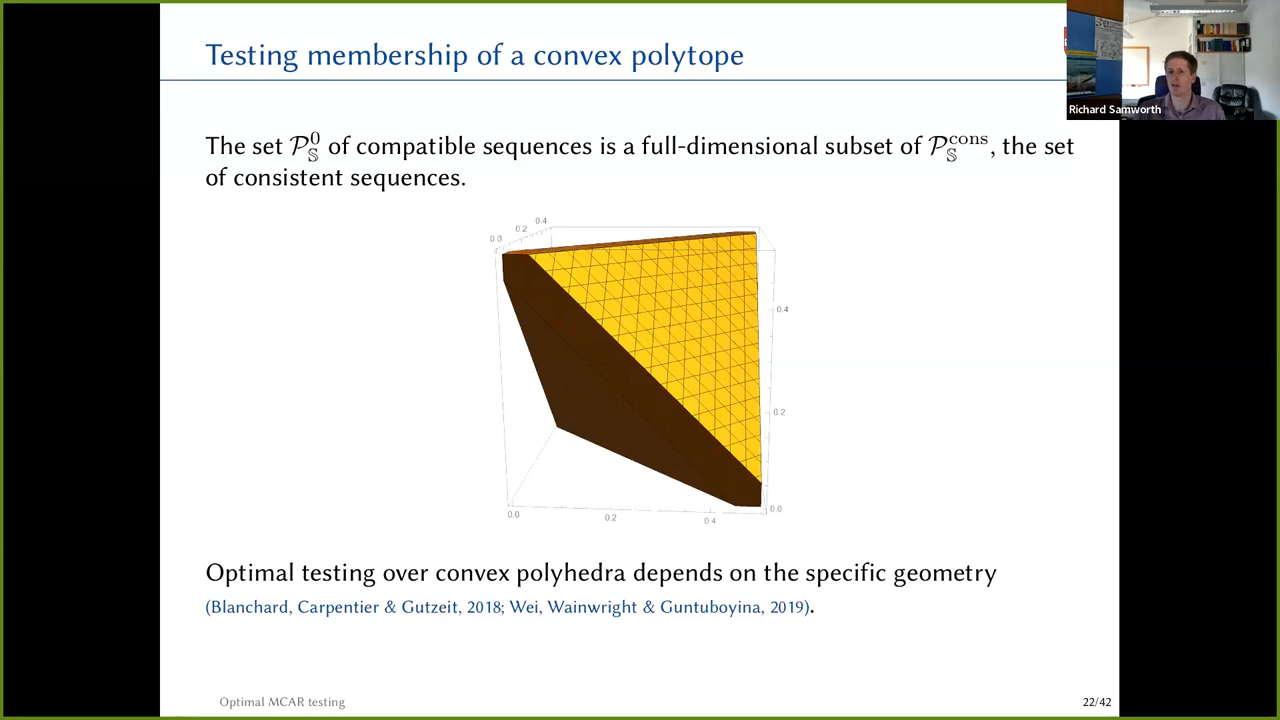 Testing membership of a convex polytope
Richard Samworth
The set 𝒫⁰_𝕊 of compatible sequences is a full-dimensional subset of 𝒫^cons_𝕊, the set
of consistent sequences.
0.4
0.2
0.0
0.4
0.2
0.0
0.0
0.2
0.4
Optimal testing over convex polyhedra depends on the specific geometry
(Blanchard, Carpentier & Gutzeit, 2018; Wei, Wainwright & Guntuboyina, 2019).
Optimal MCAR testing
22/42